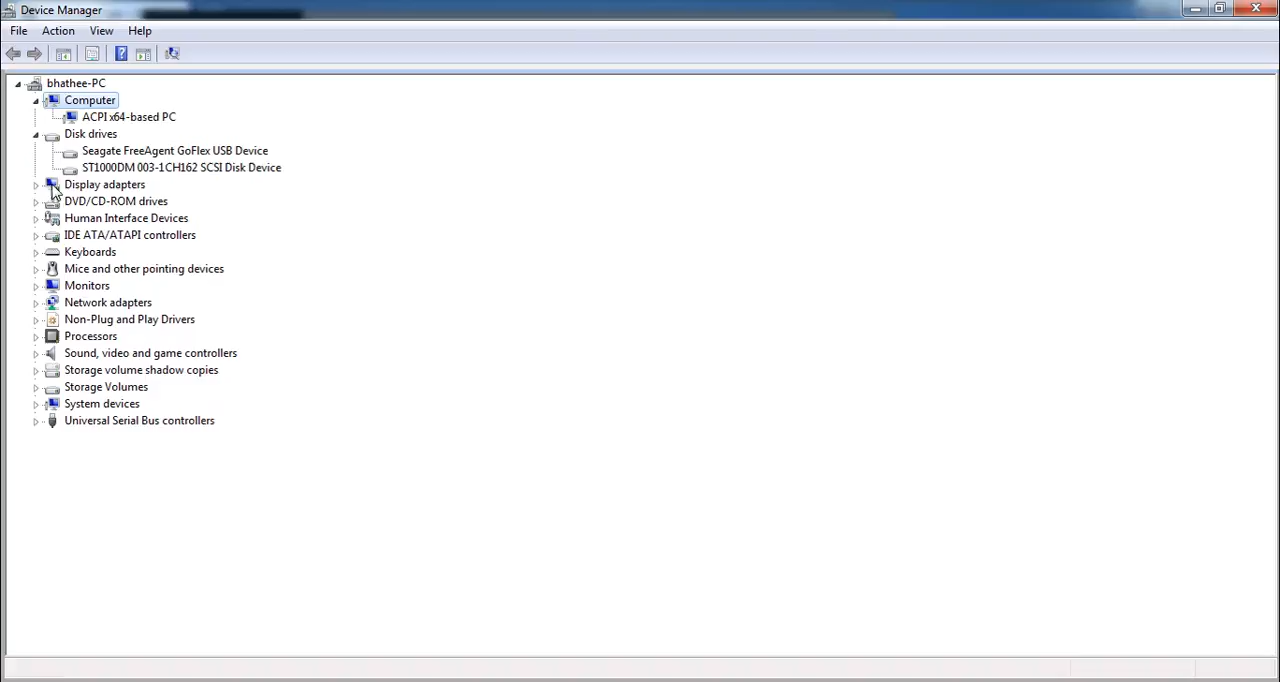 Device Manager
File Action View Help
bhathee-PC
Computer
ACPI x64-based PC
Disk drives
Seagate FreeAgent GoFlex USB Device
ST1000DM 003-1CH162 SCSI Disk Device
Display adapters
DVD/CD-ROM drives
Human Interface Devices
IDE ATA/ATAPI controllers
Keyboards
Mice and other pointing devices
Monitors
Network adapters
Non-Plug and Play Drivers
Processors
Sound, video and game controllers
Storage volume shadow copies
Storage Volumes
System devices
Universal Serial Bus controllers